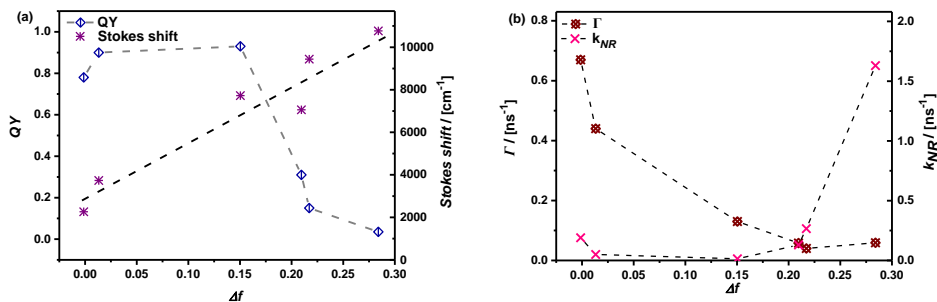 (a)
QY
Stokes shift
1.0
0.8
0.6
0.4
0.2
0.0
QY
10000
8000
6000
4000
2000
0
Stokes shift / [cm⁻¹]
0.00 0.05 0.10 0.15 0.20 0.25 0.30
Δf
(b)
Γ
k_NR
0.8
0.6
0.4
0.2
0.0
Γ / [ns⁻¹]
2.0
1.5
1.0
0.5
0.0
k_NR / [ns⁻¹]
0.00 0.05 0.10 0.15 0.20 0.25 0.30
Δf